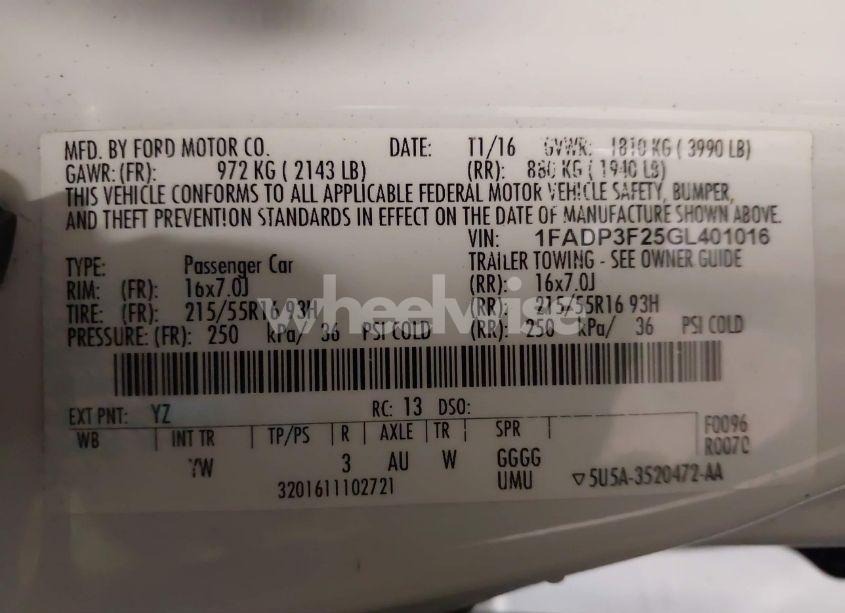 MFD. BY FORD MOTOR CO. DATE: T1/16 GVWR: 1810 KG ( 3990 LB)
GAWR: (FR): 972 KG ( 2143 LB) (RR): 880 KG ( 1940 LB)
THIS VEHICLE CONFORMS TO ALL APPLICABLE FEDERAL MOTOR VEHICLE SAFETY, BUMPER,
AND THEFT PREVENTION STANDARDS IN EFFECT ON THE DATE OF MANUFACTURE SHOWN ABOVE.
VIN: 1FADP3F25GL401016
TYPE: Passenger Car TRAILER TOWING - SEE OWNER GUIDE
RIM: (FR): 16x7.0J (RR): 16x7.0J
TIRE: (FR): 215/55R16 93H (RR): 215/55R16 93H
PRESSURE: (FR): 250 kPa/ 36 PSI COLD (RR): 250 kPa/ 36 PSI COLD
wheelwise
EXT PNT: YZ RC: 13 DSO:
WB INT TR TP/PS R AXLE TR SPR F0096
R007C
YW 3 AU W GGGG
3201611102721 UMU ▽5U5A-3520472-AA